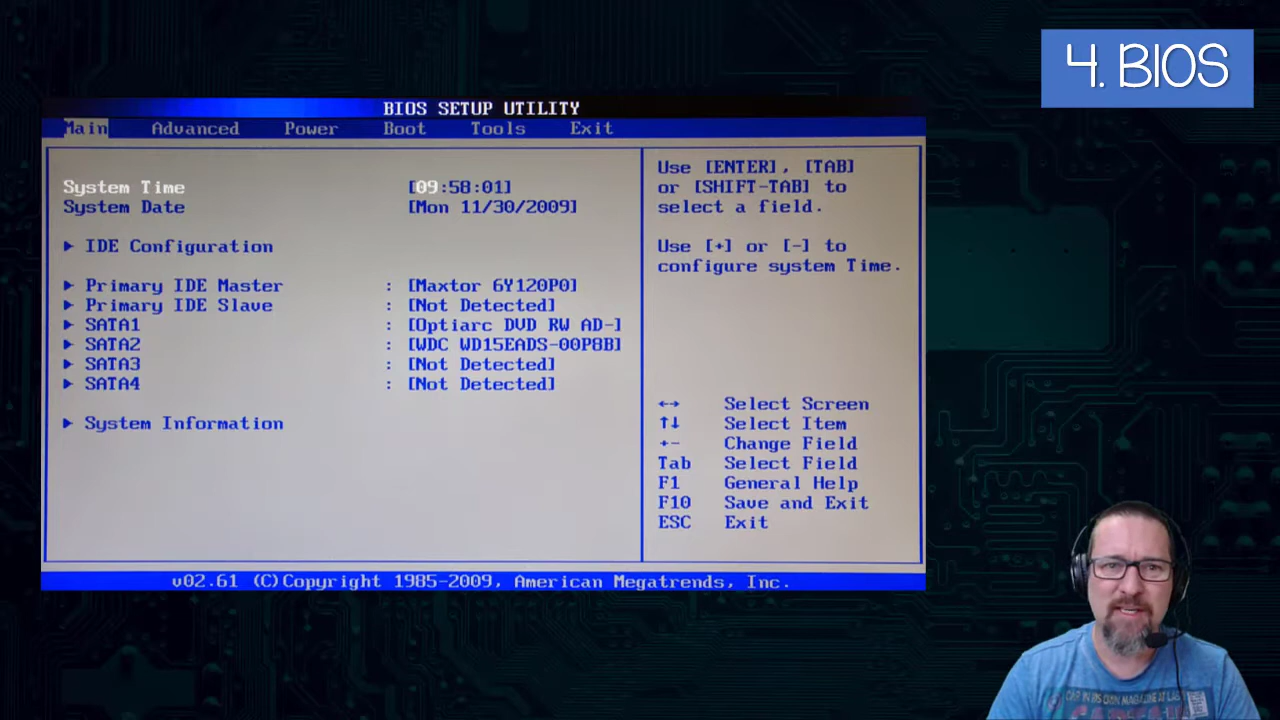 4. BIOS
BIOS SETUP UTILITY
Main Advanced Power Boot Tools Exit
System Time [09:58:01]
System Date [Mon 11/30/2009]
IDE Configuration
Primary IDE Master : [Maxtor 6Y120P0]
Primary IDE Slave : [Not Detected]
SATA1 : [Optiarc DVD RW AD-]
SATA2 : [WDC WD15EADS-00P8B]
SATA3 : [Not Detected]
SATA4 : [Not Detected]
System Information
Use [ENTER], [TAB]
or [SHIFT-TAB] to
select a field.
Use [+] or [-] to
configure system Time.
↔ Select Screen
↑↓ Select Item
+- Change Field
Tab Select Field
F1 General Help
F10 Save and Exit
ESC Exit
v02.61 (C)Copyright 1985-2009, American Megatrends, Inc.